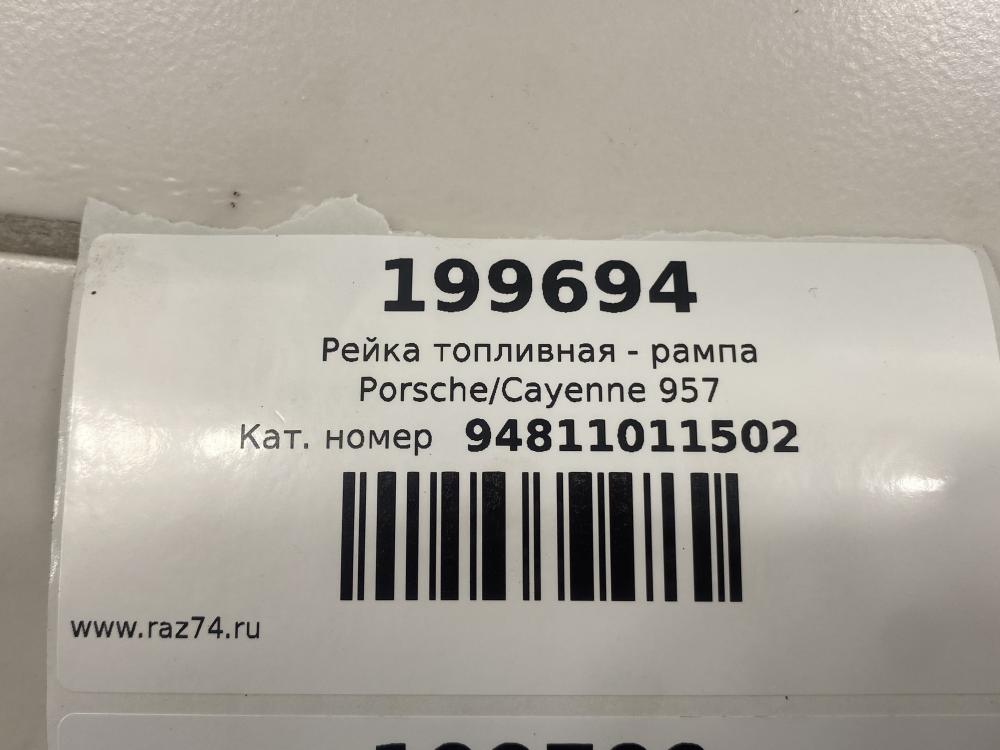 199694
Рейка топливная - рампа
Porsche/Cayenne 957
Кат. номер 94811011502
www.raz74.ru